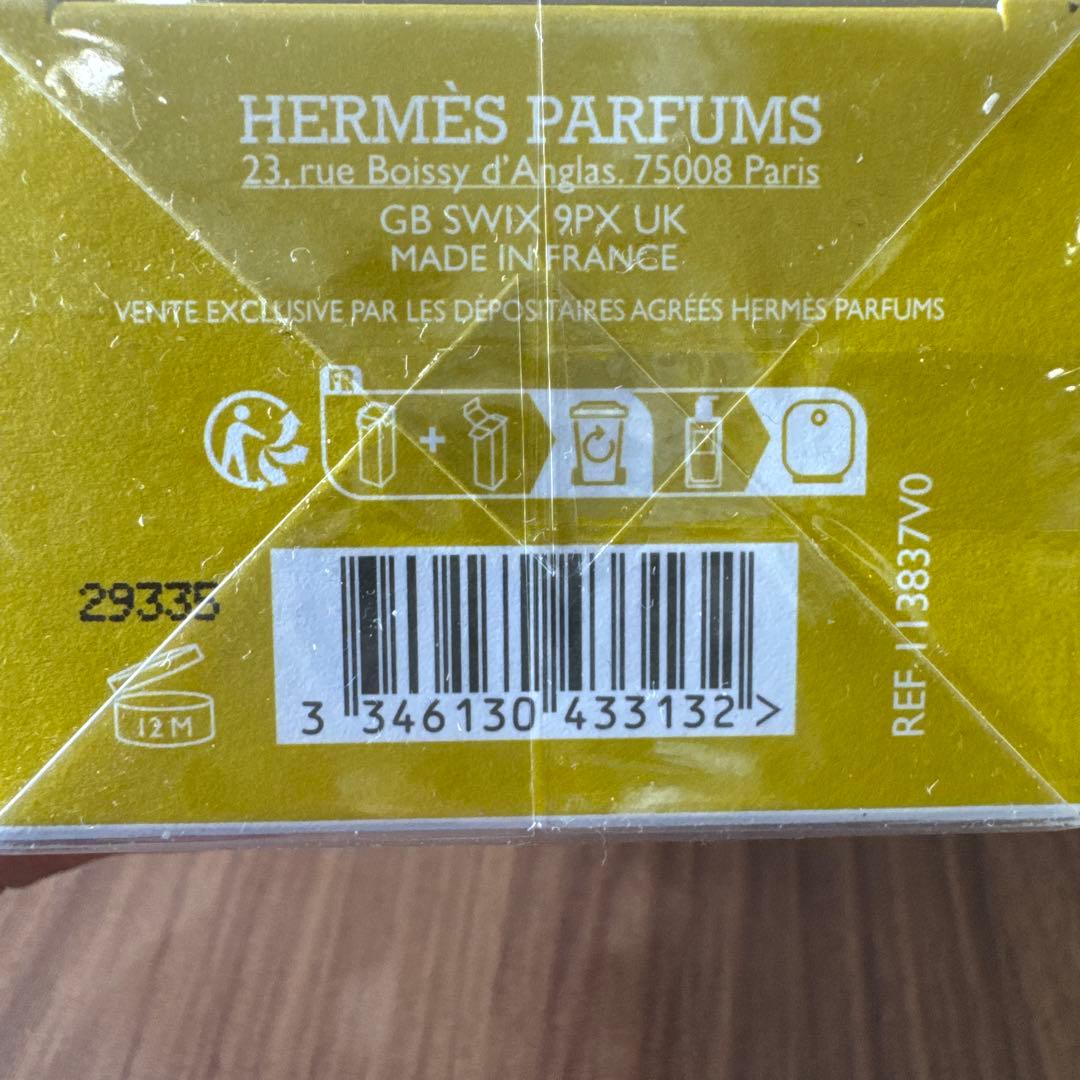 HERMÈS PARFUMS
23, rue Boissy d'Anglas. 75008 Paris
GB SW1X 9PX UK
MADE IN FRANCE
VENTE EXCLUSIVE PAR LES DÉPOSITAIRES AGRÉÉS HERMÈS PARFUMS
FR
+
29335
12 M
3 346130 433132 >
REF. 113837V0